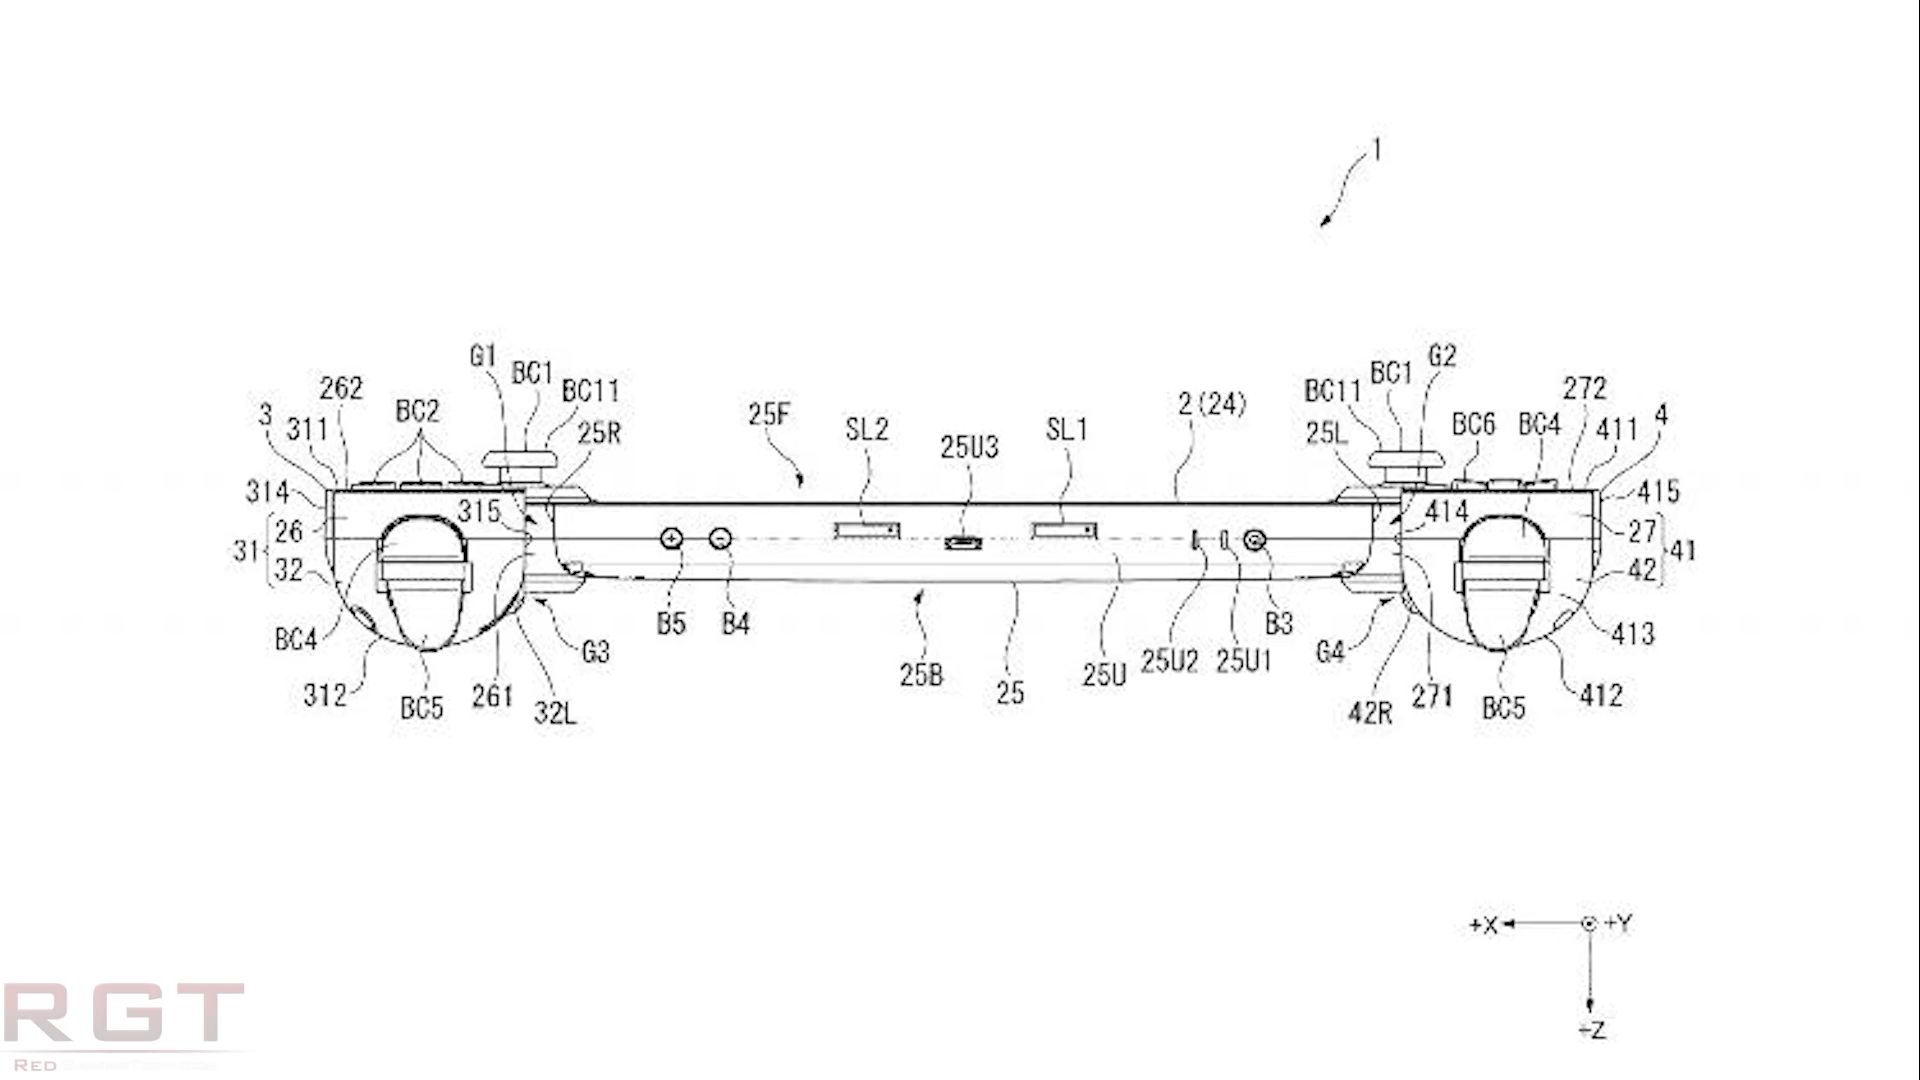 1
G1
G2
BC1
BC1
262
BC11
BC11
272
3
BC2
25F
2(24)
4
311
25R
SL2
SL1
25L
BC6
BC4
411
25U3
314
415
315
414
26
27
31
41
32
42
B5
B4
B3
BC4
413
G3
G4
25B
25U
25U2
25U1
312
BC5
261
25
271
BC5
412
32L
42R
+X
+Y
+Z
RGT
RED